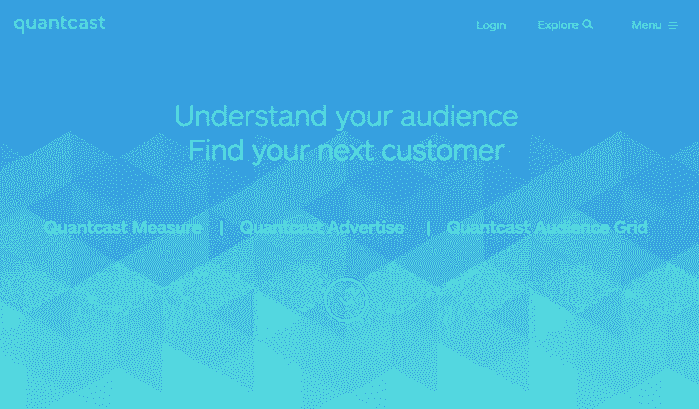 quantcast Login Explore Menu
Understand your audience
Find your next customer
Quantcast Measure | Quantcast Advertise | Quantcast Audience Grid